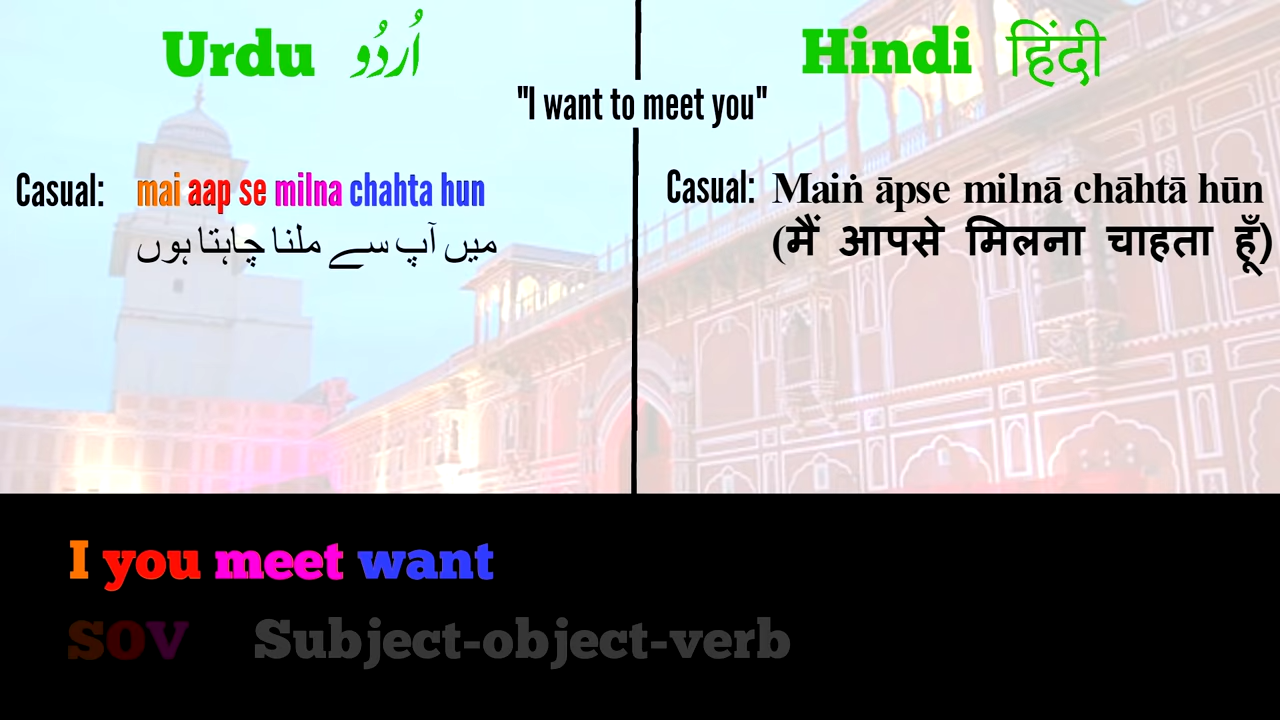 Urdu اُردُو
Hindi हिंदी
"I want to meet you"
Casual: mai aap se milna chahta hun
میں آپ سے ملنا چاہتا ہوں
Casual: Maiṅ āpse milnā chāhtā hūn
(मैं आपसे मिलना चाहता हूँ)
I you meet want
SOV Subject-object-verb